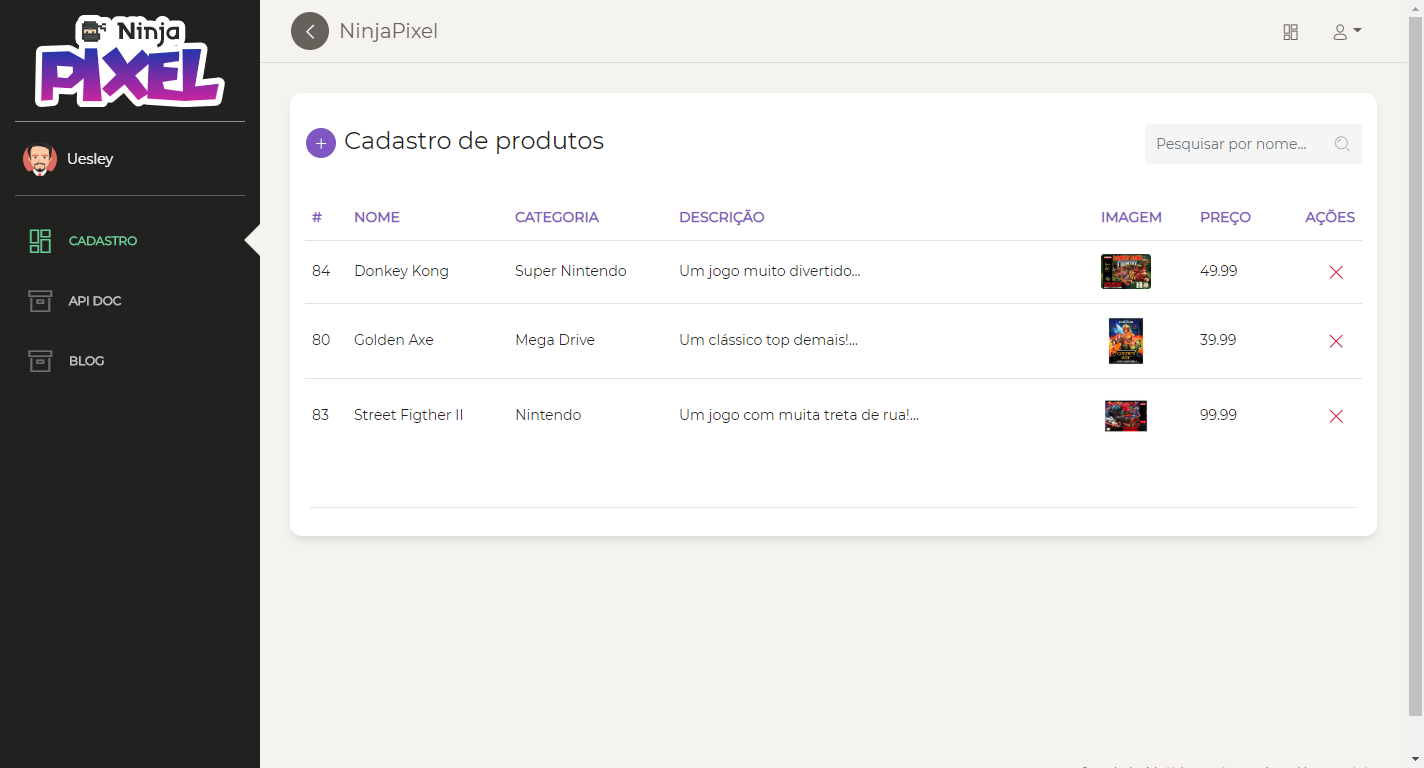 Ninja
PIXEL
NinjaPixel
Uesley
CADASTRO
API DOC
BLOG
+ Cadastro de produtos
Pesquisar por nome...
# NOME CATEGORIA DESCRIÇÃO IMAGEM PREÇO AÇÕES
84 Donkey Kong Super Nintendo Um jogo muito divertido... 49.99
80 Golden Axe Mega Drive Um clássico top demais!... 39.99
83 Street Figther II Nintendo Um jogo com muita treta de rua!... 99.99